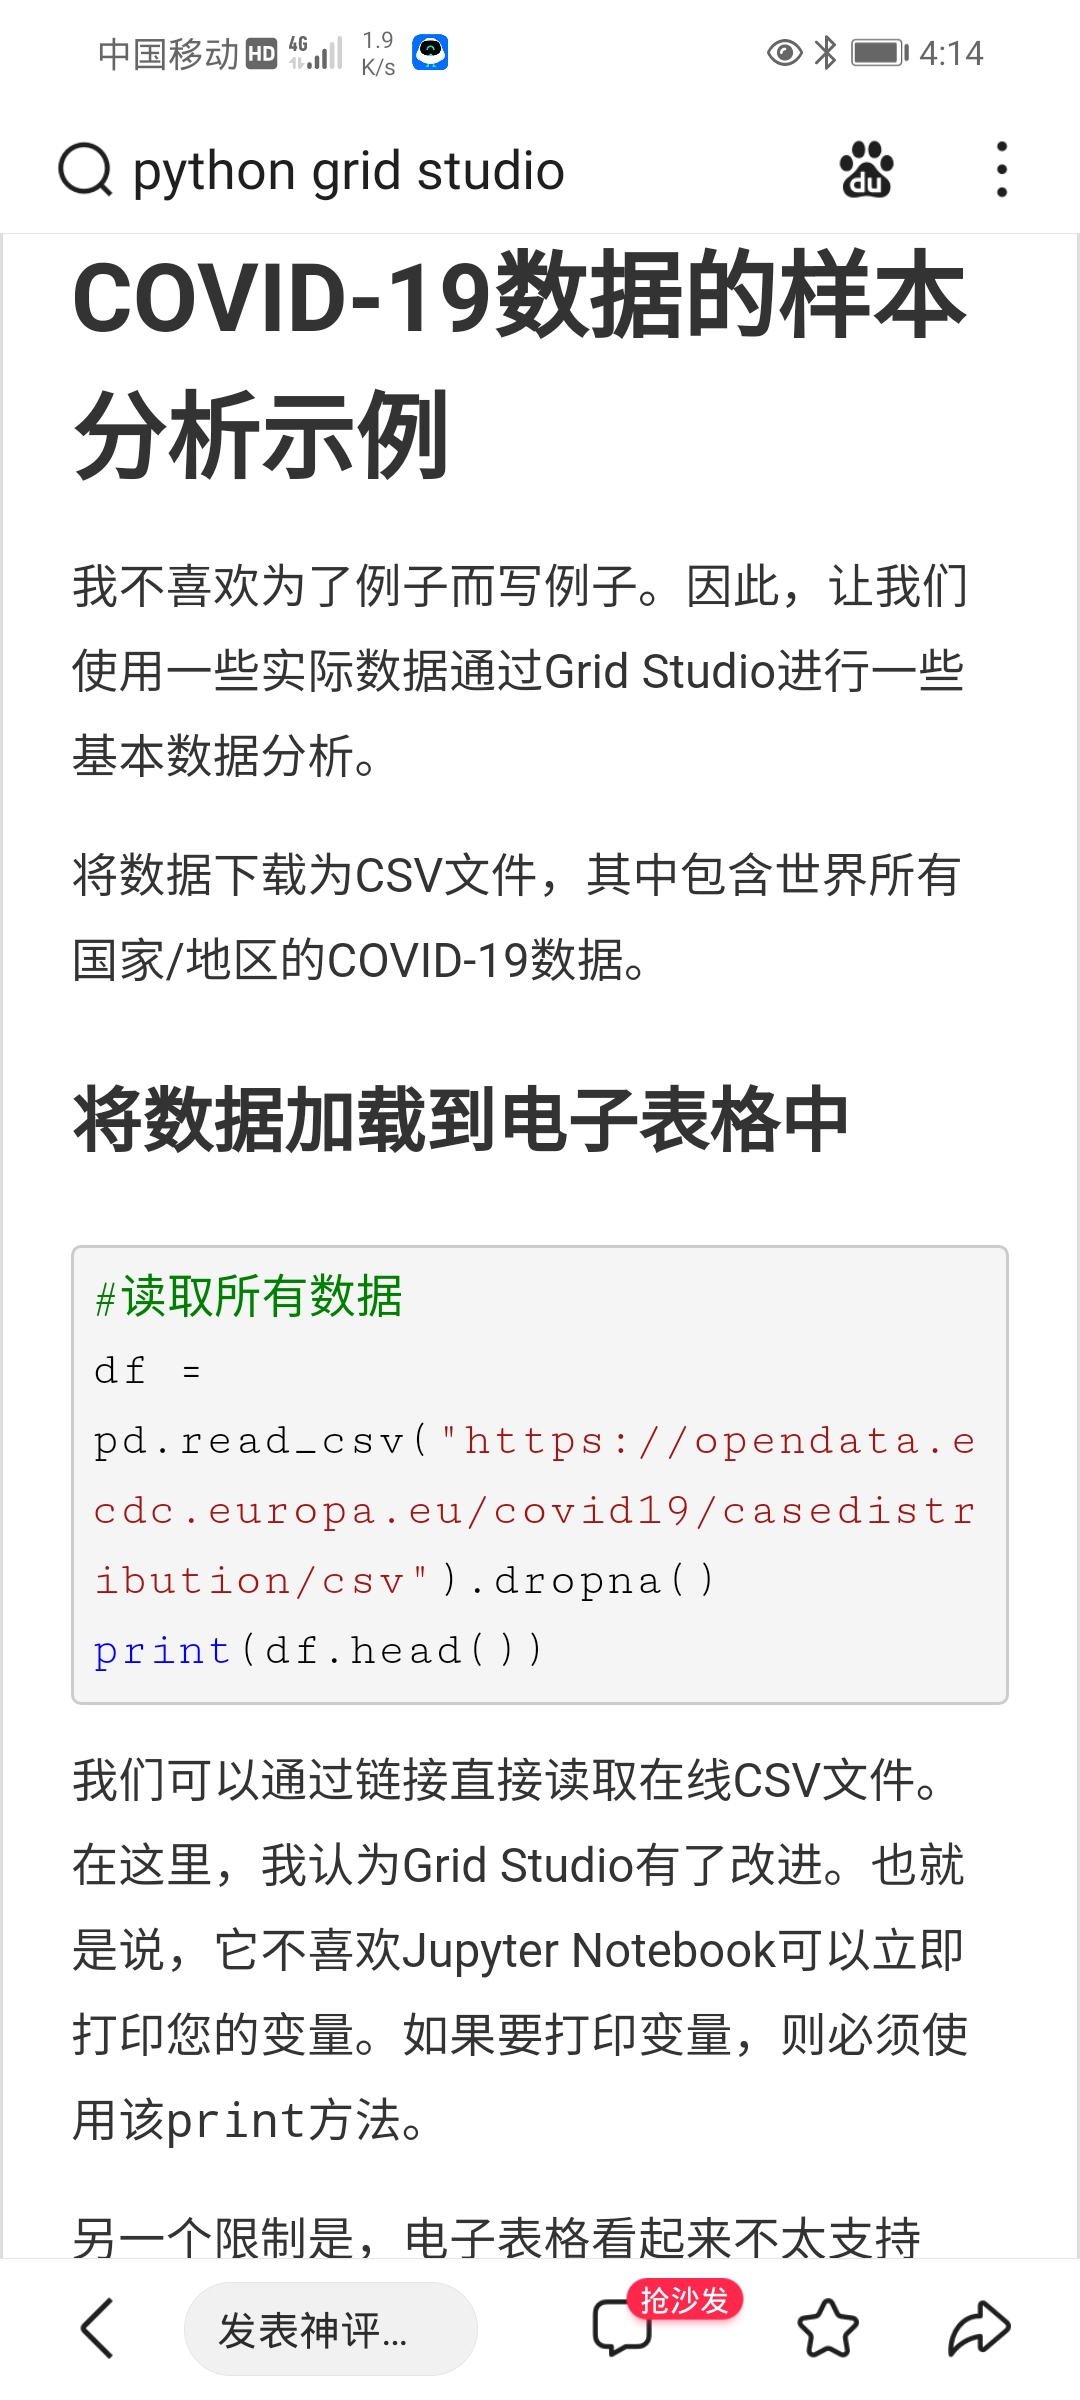 中国移动 HD 4G 1.9 K/s 4:14
python grid studio du
COVID-19数据的样本
分析示例
我不喜欢为了例子而写例子。因此，让我们
使用一些实际数据通过Grid Studio进行一些
基本数据分析。
将数据下载为CSV文件，其中包含世界所有
国家/地区的COVID-19数据。
将数据加载到电子表格中
#读取所有数据
df =
pd.read_csv("https://opendata.e
cdc.europa.eu/covid19/casedistr
ibution/csv").dropna()
print(df.head())
我们可以通过链接直接读取在线CSV文件。
在这里，我认为Grid Studio有了改进。也就
是说，它不喜欢Jupyter Notebook可以立即
打印您的变量。如果要打印变量，则必须使
用该print方法。
另一个限制是，电子表格看起来不太支持
发表神评... 抢沙发